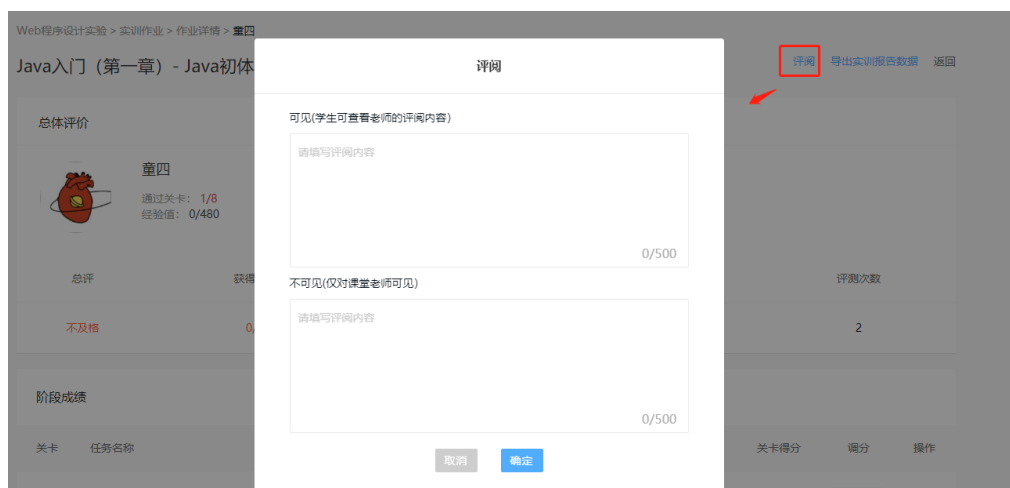 Web程序设计实验 > 实训作业 > 作业详情 > 童四
Java入门（第一章）- Java初体
评阅 导出实训报告数据 返回
评阅
总体评价
可见(学生可查看老师的评阅内容)
请填写评阅内容
童四
通过关卡： 1/8
经验值： 0/480
0/500
总评 获得 评测次数
不可见(仅对课堂老师可见)
请填写评阅内容
不及格 0/ 2
阶段成绩
0/500
关卡 任务名称 关卡得分 调分 操作
取消 确定